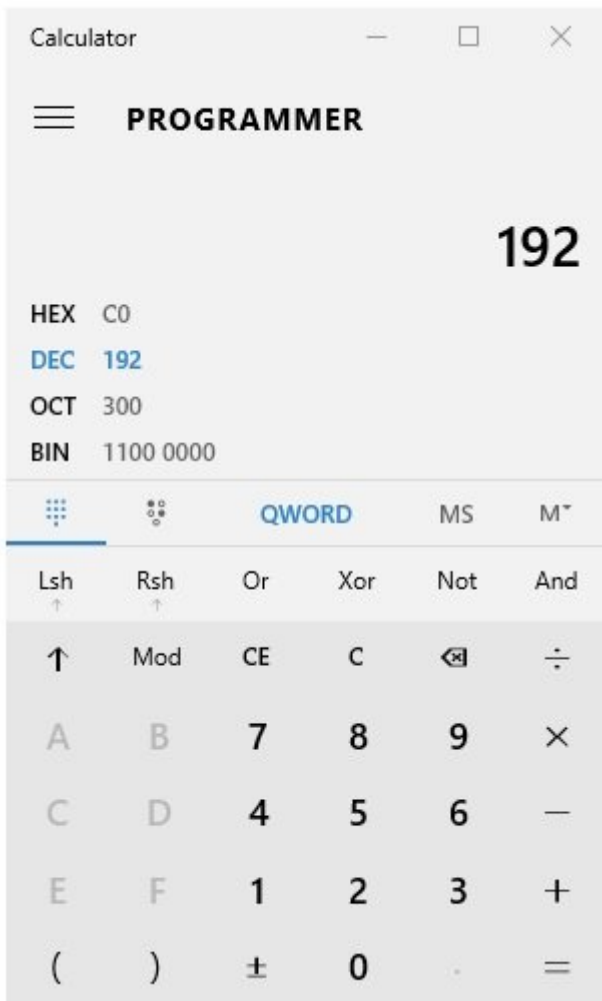 Calculator
PROGRAMMER
192
HEX C0
DEC 192
OCT 300
BIN 1100 0000
QWORD MS M
Lsh Rsh Or Xor Not And
↑ ↑
↑ Mod CE C ÷
A B 7 8 9 ×
C D 4 5 6 −
E F 1 2 3 +
( ) ± 0 . =